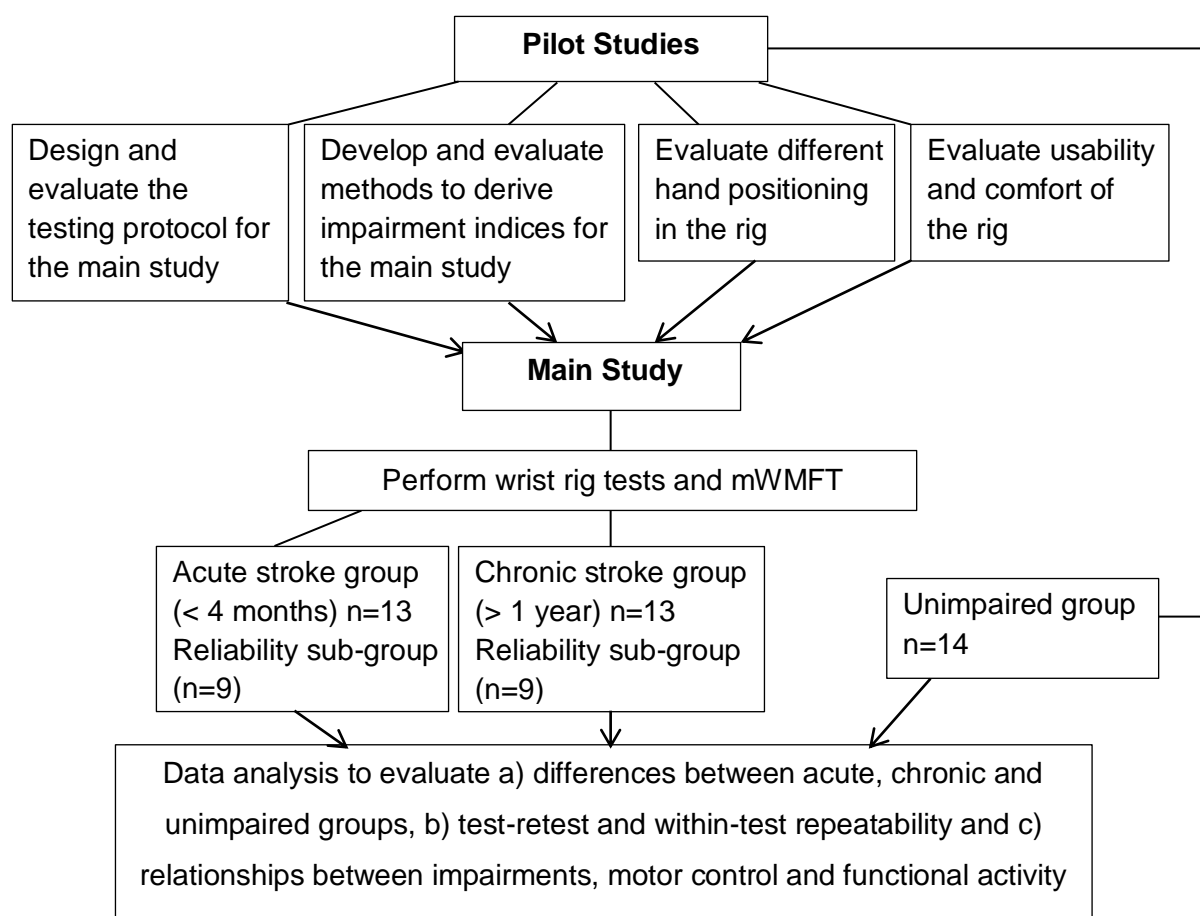 Pilot Studies
Design and
evaluate the
testing protocol for
the main study
Develop and evaluate
methods to derive
impairment indices for
the main study
Evaluate different
hand positioning
in the rig
Evaluate usability
and comfort of
the rig
Main Study
Perform wrist rig tests and mWMFT
Acute stroke group
(< 4 months) n=13
Reliability sub-group
(n=9)
Chronic stroke group
(> 1 year) n=13
Reliability sub-group
(n=9)
Unimpaired group
n=14
Data analysis to evaluate a) differences between acute, chronic and
unimpaired groups, b) test-retest and within-test repeatability and c)
relationships between impairments, motor control and functional activity